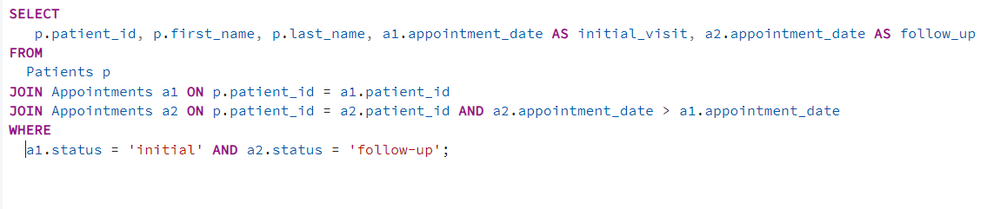 SELECT
p.patient_id, p.first_name, p.last_name, a1.appointment_date AS initial_visit, a2.appointment_date AS follow_up
FROM
Patients p
JOIN Appointments a1 ON p.patient_id = a1.patient_id
JOIN Appointments a2 ON p.patient_id = a2.patient_id AND a2.appointment_date > a1.appointment_date
WHERE
a1.status = 'initial' AND a2.status = 'follow-up';